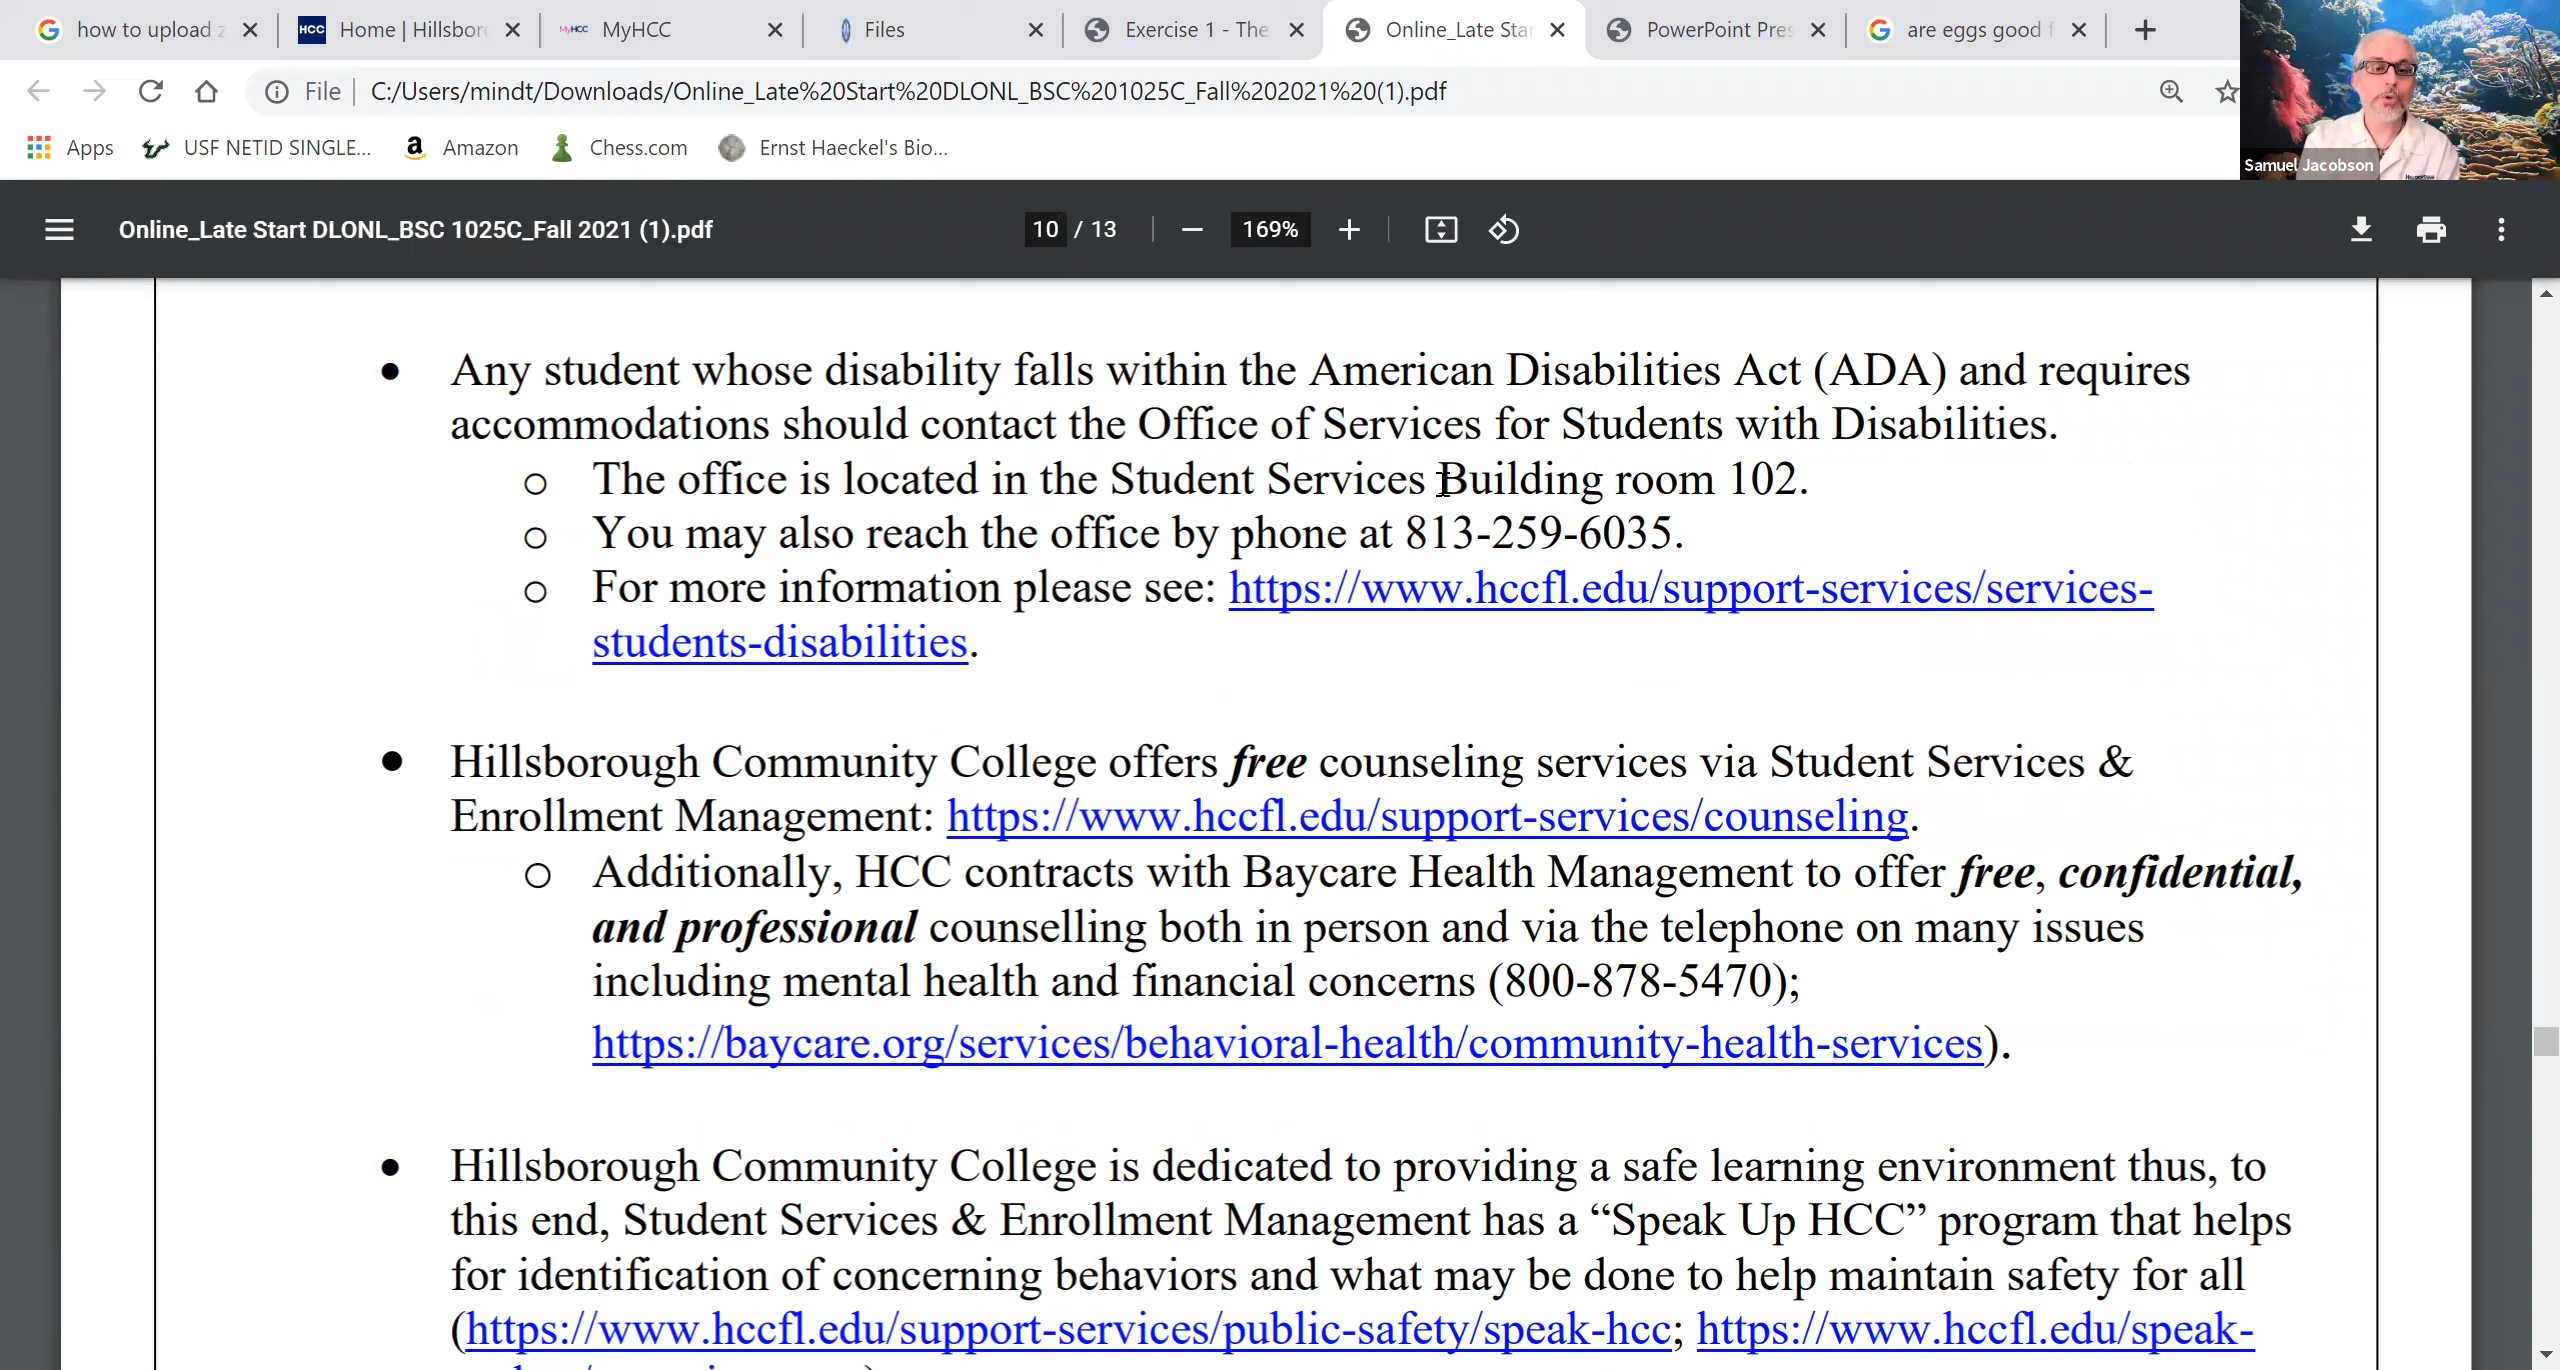 how to upload z
HCC Home | Hillsbor
MyHCC MyHCC
Files
Exercise 1 - The
Online_Late Star
PowerPoint Pres
are eggs good f
File C:/Users/mindt/Downloads/Online_Late%20Start%20DLONL_BSC%201025C_Fall%202021%20(1).pdf
Apps USF NETID SINGLE... Amazon Chess.com Ernst Haeckel's Bio...
Samuel Jacobson
Online_Late Start DLONL_BSC 1025C_Fall 2021 (1).pdf 10 / 13 169%
• Any student whose disability falls within the American Disabilities Act (ADA) and requires
accommodations should contact the Office of Services for Students with Disabilities.
o The office is located in the Student Services Building room 102.
o You may also reach the office by phone at 813-259-6035.
o For more information please see: https://www.hccfl.edu/support-services/services-
students-disabilities.
• Hillsborough Community College offers free counseling services via Student Services &
Enrollment Management: https://www.hccfl.edu/support-services/counseling.
o Additionally, HCC contracts with Baycare Health Management to offer free, confidential,
and professional counselling both in person and via the telephone on many issues
including mental health and financial concerns (800-878-5470);
https://baycare.org/services/behavioral-health/community-health-services).
• Hillsborough Community College is dedicated to providing a safe learning environment thus, to
this end, Student Services & Enrollment Management has a “Speak Up HCC” program that helps
for identification of concerning behaviors and what may be done to help maintain safety for all
(https://www.hccfl.edu/support-services/public-safety/speak-hcc; https://www.hccfl.edu/speak-